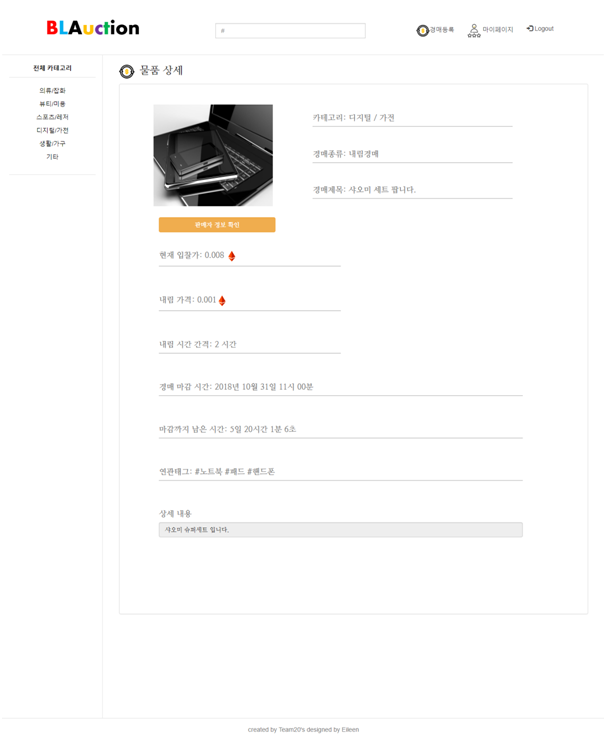 BLAuction
#
경매등록
마이페이지
Logout
전체 카테고리
의류/잡화
뷰티/미용
스포츠/레저
디지털/가전
생활/가구
기타
물품 상세
카테고리: 디지털 / 가전
경매종류: 내림경매
경매제목: 샤오미 세트 팝니다.
판매자 정보 확인
현재 입찰가: 0.008
내림 가격: 0.001
내림 시간 간격: 2 시간
경매 마감 시간: 2018년 10월 31일 11시 00분
마감까지 남은 시간: 5일 20시간 1분 6초
연관태그: #노트북 #패드 #핸드폰
상세 내용
샤오미 슈퍼세트 입니다.
created by Team20's designed by Eileen